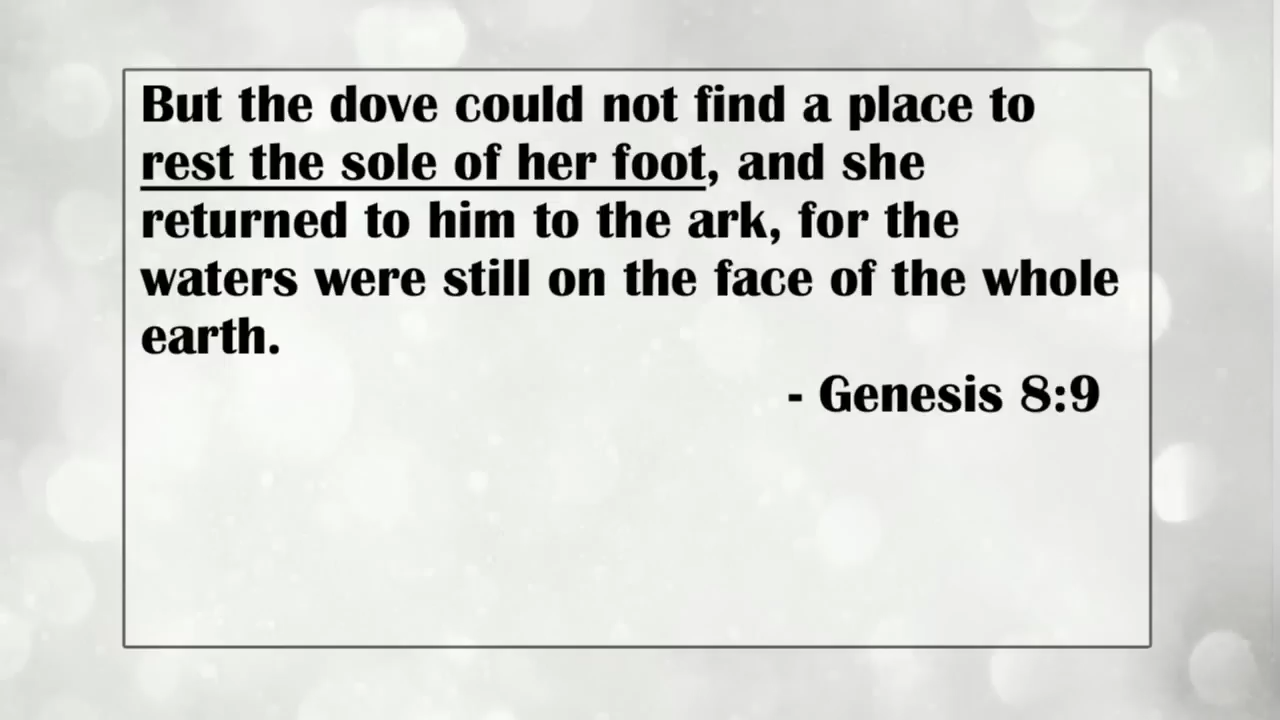 But the dove could not find a place to
rest the sole of her foot, and she
returned to him to the ark, for the
waters were still on the face of the whole
earth.
- Genesis 8:9